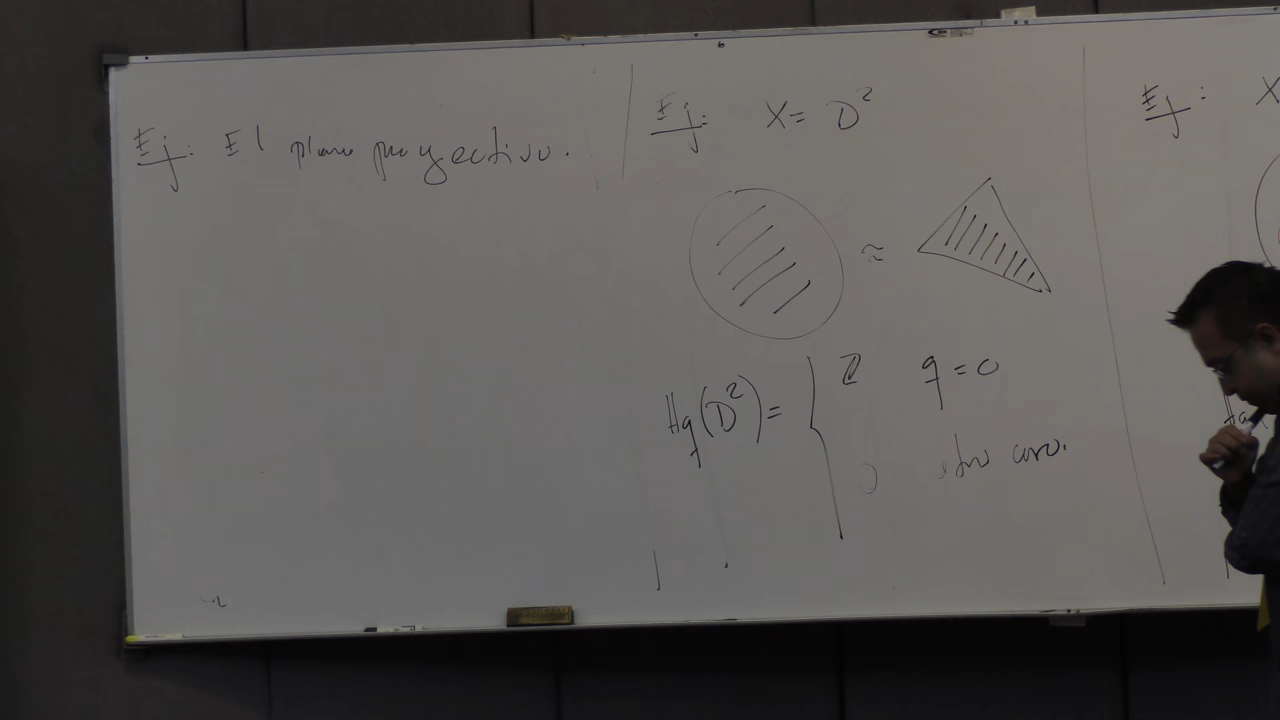 Ej: El plano proyectivo.
Ej: X = D²
≈
Hq(D²) = { ℤ q = 0
0 otro caso.
Ej: X